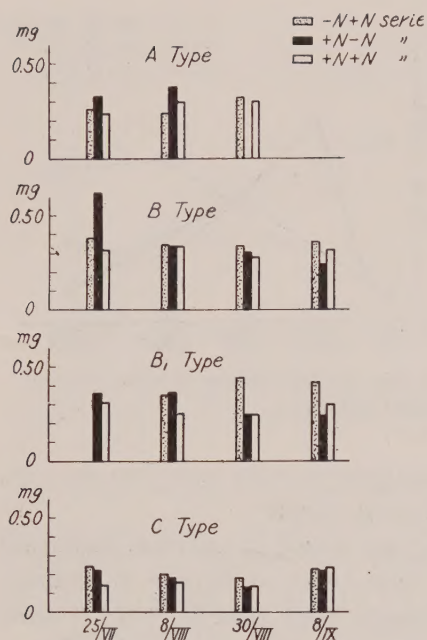 -N+N serie
+N-N "
+N+N "
mg
A Type
0.50
0
mg
B Type
0.50
0
B₁ Type
0.50
0
mg
C Type
0.50
0
25/VII 8/VIII 30/VIII 8/IX